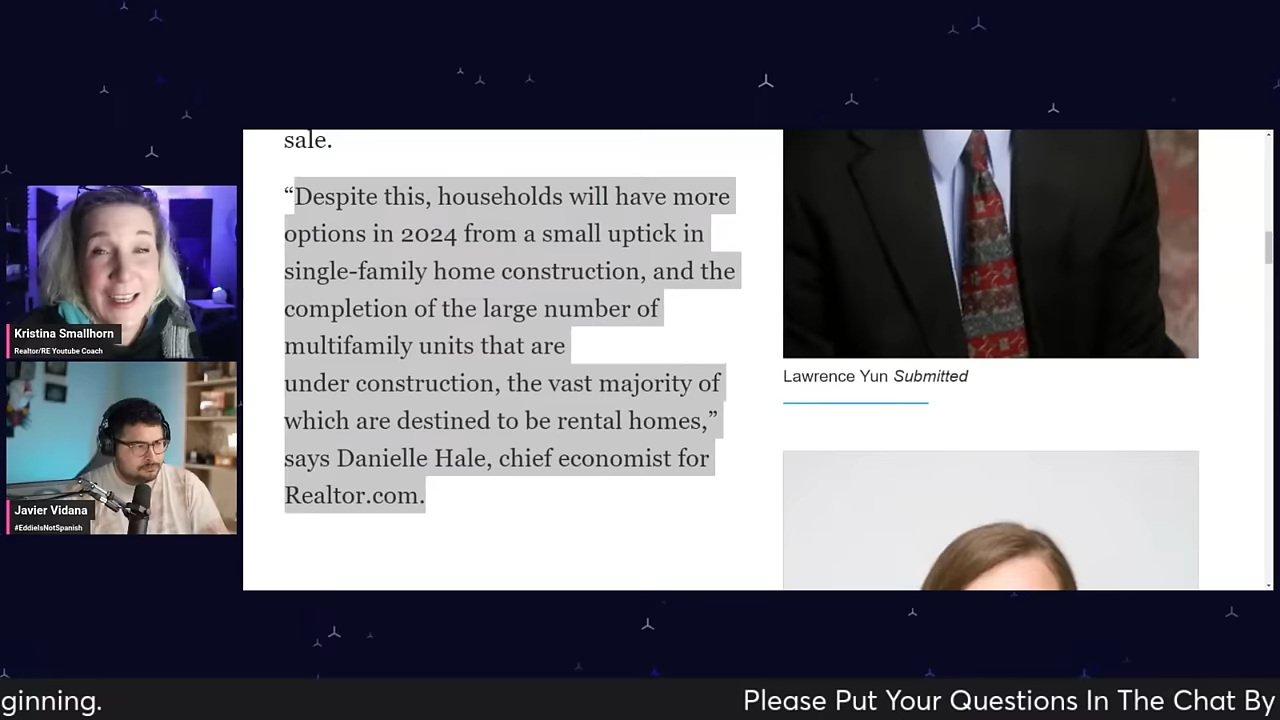 sale.
“Despite this, households will have more
options in 2024 from a small uptick in
single-family home construction, and the
completion of the large number of
multifamily units that are
under construction, the vast majority of
which are destined to be rental homes,”
says Danielle Hale, chief economist for
Realtor.com.
Lawrence Yun Submitted
Kristina Smallhorn
Realtor/RE Youtube Coach
Javier Vidana
#EddieIsNotSpanish
ginning.
Please Put Your Questions In The Chat By